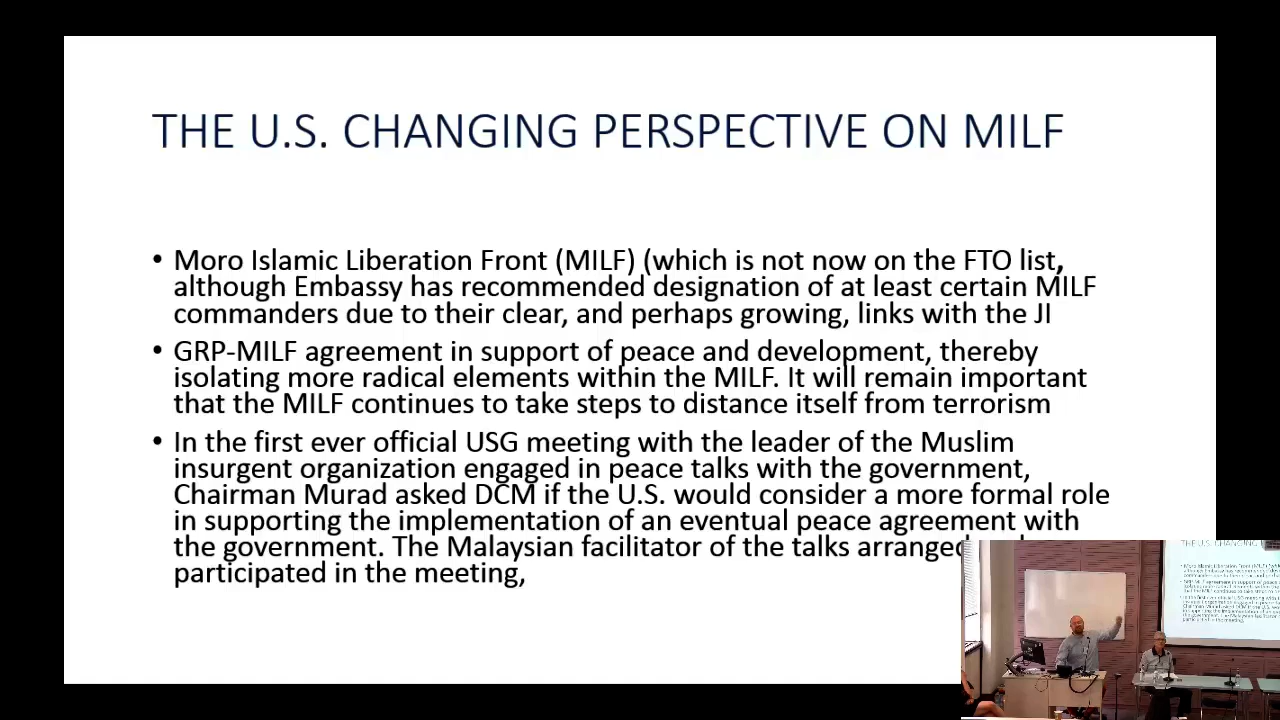 THE U.S. CHANGING PERSPECTIVE ON MILF
• Moro Islamic Liberation Front (MILF) (which is not now on the FTO list,
although Embassy has recommended designation of at least certain MILF
commanders due to their clear, and perhaps growing, links with the JI
• GRP-MILF agreement in support of peace and development, thereby
isolating more radical elements within the MILF. It will remain important
that the MILF continues to take steps to distance itself from terrorism
• In the first ever official USG meeting with the leader of the Muslim
insurgent organization engaged in peace talks with the government,
Chairman Murad asked DCM if the U.S. would consider a more formal role
in supporting the implementation of an eventual peace agreement with
the government. The Malaysian facilitator of the talks arranged
participated in the meeting,